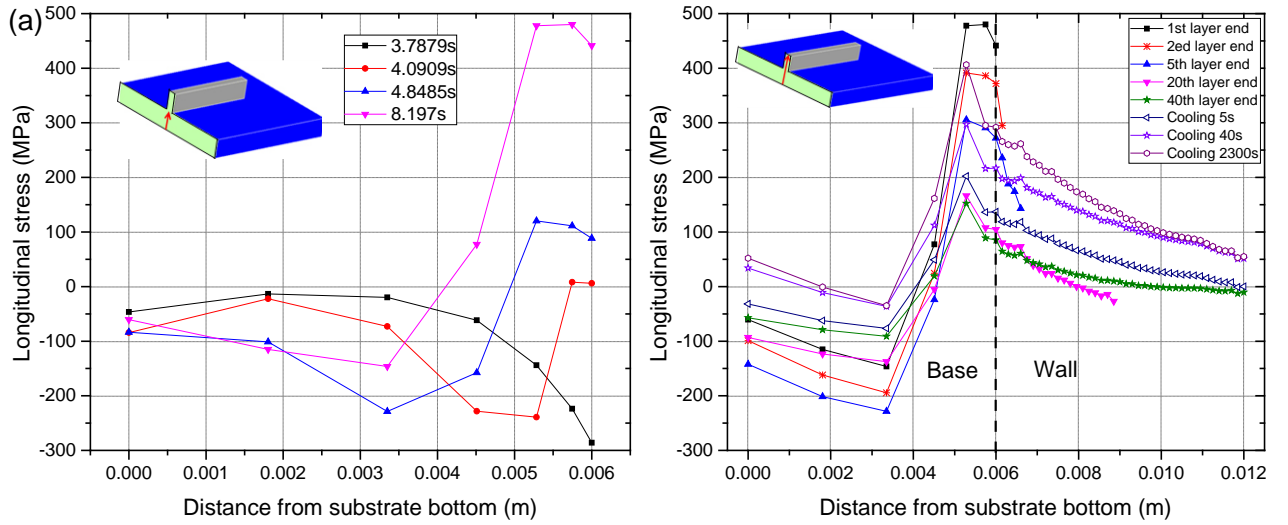 (a)
500
400
300
200
100
0
-100
-200
-300
Longitudinal stress (MPa)
3.7879s
4.0909s
4.8485s
8.197s
0.000 0.001 0.002 0.003 0.004 0.005 0.006
Distance from substrate bottom (m)
500
400
300
200
100
0
-100
-200
-300
Longitudinal stress (MPa)
1st layer end
2ed layer end
5th layer end
20th layer end
40th layer end
Cooling 5s
Cooling 40s
Cooling 2300s
Base Wall
0.000 0.002 0.004 0.006 0.008 0.010 0.012
Distance from substrate bottom (m)